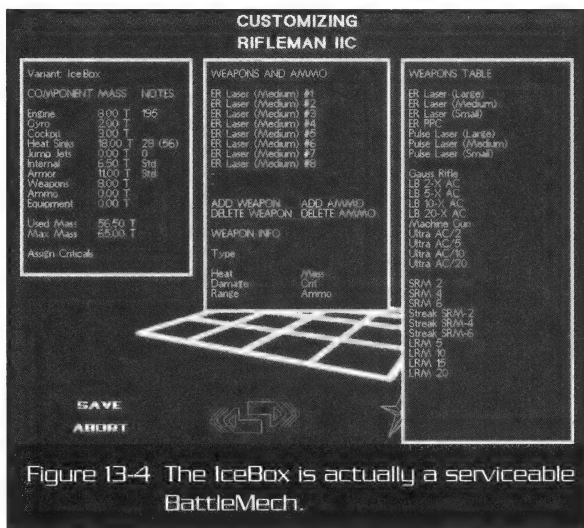 CUSTOMIZING
RIFLEMAN IIC
Variant: IceBox
COMPONENT MASS NOTES
Engine 8.00 T 195
Gyro 2.00 T
Cockpit 3.00 T
Heat Sinks 18.00 T 28 (56)
Jump Jets 0.00 T 0
Internal 6.50 T Std
Armor 11.00 T Std
Weapons 8.00 T
Ammo 0.00 T
Equipment 0.00 T
Used Mass 56.50 T
Max Mass 65.00 T
Assign Criticals
WEAPONS AND AMMO
ER Laser (Medium) #1
ER Laser (Medium) #2
ER Laser (Medium) #3
ER Laser (Medium) #4
ER Laser (Medium) #5
ER Laser (Medium) #6
ER Laser (Medium) #7
ER Laser (Medium) #8
ADD WEAPON ADD AMMO
DELETE WEAPON DELETE AMMO
WEAPON INFO
Type
Heat Mass
Damage Crit
Range Ammo
WEAPONS TABLE
ER Laser (Large)
ER Laser (Medium)
ER Laser (Small)
ER PPC
Pulse Laser (Large)
Pulse Laser (Medium)
Pulse Laser (Small)
Gauss Rifle
LB 2-X AC
LB 5-X AC
LB 10-X AC
LB 20-X AC
Machine Gun
Ultra AC/2
Ultra AC/5
Ultra AC/10
Ultra AC/20
SRM 2
SRM 4
SRM 6
Streak SRM-2
Streak SRM-4
Streak SRM-6
LRM 5
LRM 10
LRM 15
LRM 20
SAVE
ABORT
Figure 13-4 The IceBox is actually a serviceable
BattleMech.